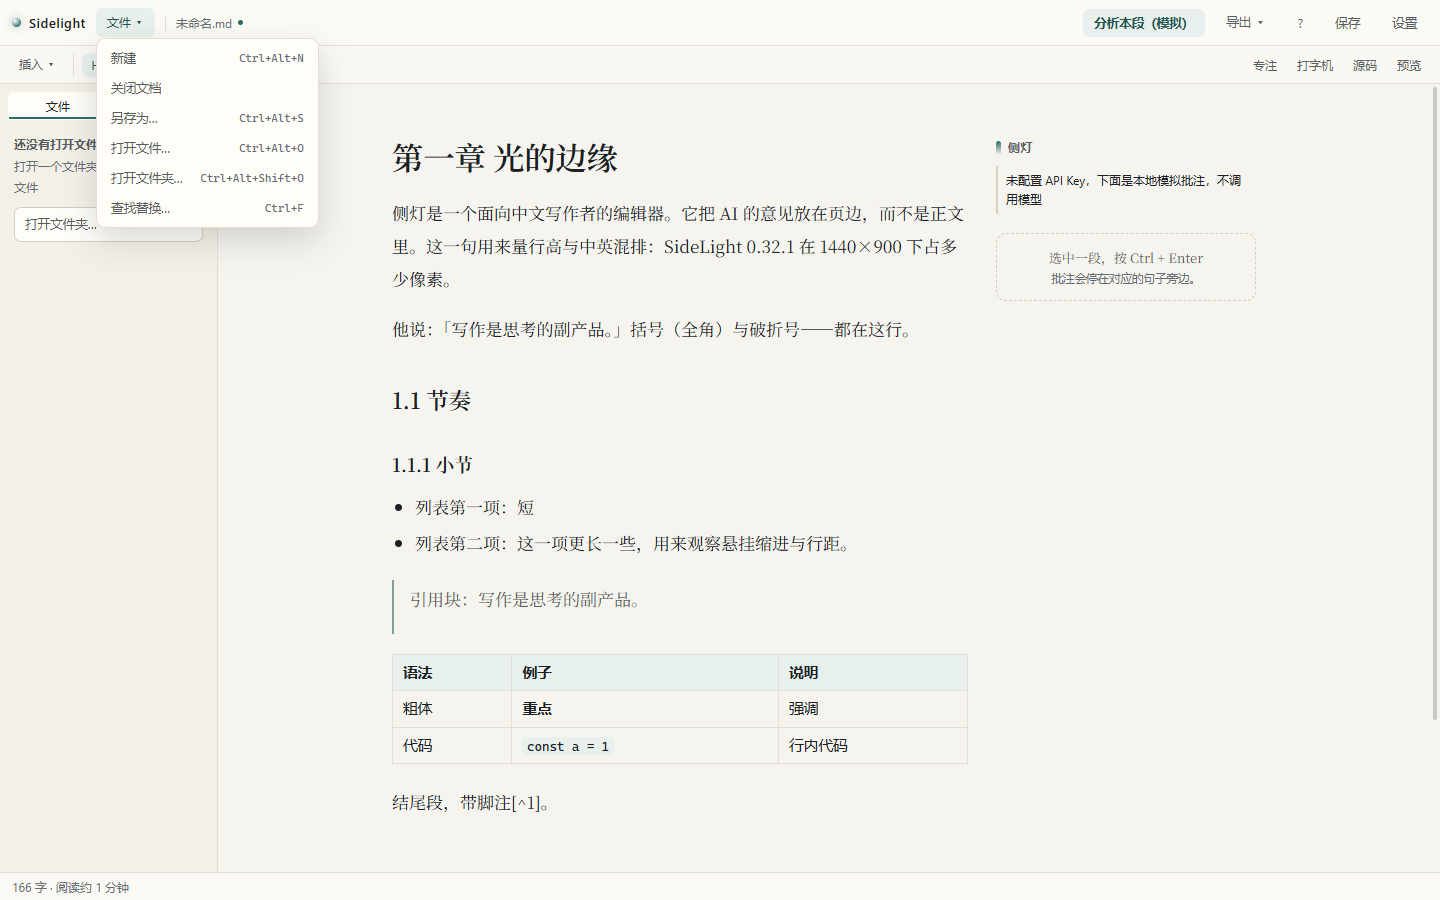 Sidelight 文件 未命名.md 分析本段（模拟） 导出 ? 保存 设置
插入 专注 打字机 源码 预览
新建 Ctrl+Alt+N
关闭文档
另存为... Ctrl+Alt+S
打开文件... Ctrl+Alt+O
打开文件夹... Ctrl+Alt+Shift+O
查找替换... Ctrl+F
文件
还没有打开文件
打开一个文件夹
文件
打开文件夹...
第一章 光的边缘
侧灯是一个面向中文写作者的编辑器。它把 AI 的意见放在页边，而不是正文
里。这一句用来量行高与中英混排：SideLight 0.32.1 在 1440×900 下占多
少像素。
他说：「写作是思考的副产品。」括号（全角）与破折号——都在这行。
1.1 节奏
1.1.1 小节
列表第一项：短
列表第二项：这一项更长一些，用来观察悬挂缩进与行距。
引用块：写作是思考的副产品。
语法 例子 说明
粗体 重点 强调
代码 const a = 1 行内代码
结尾段，带脚注[^1]。
侧灯
未配置 API Key，下面是本地模拟批注，不调
用模型
选中一段，按 Ctrl + Enter
批注会停在对应的句子旁边。
166 字 · 阅读约 1 分钟